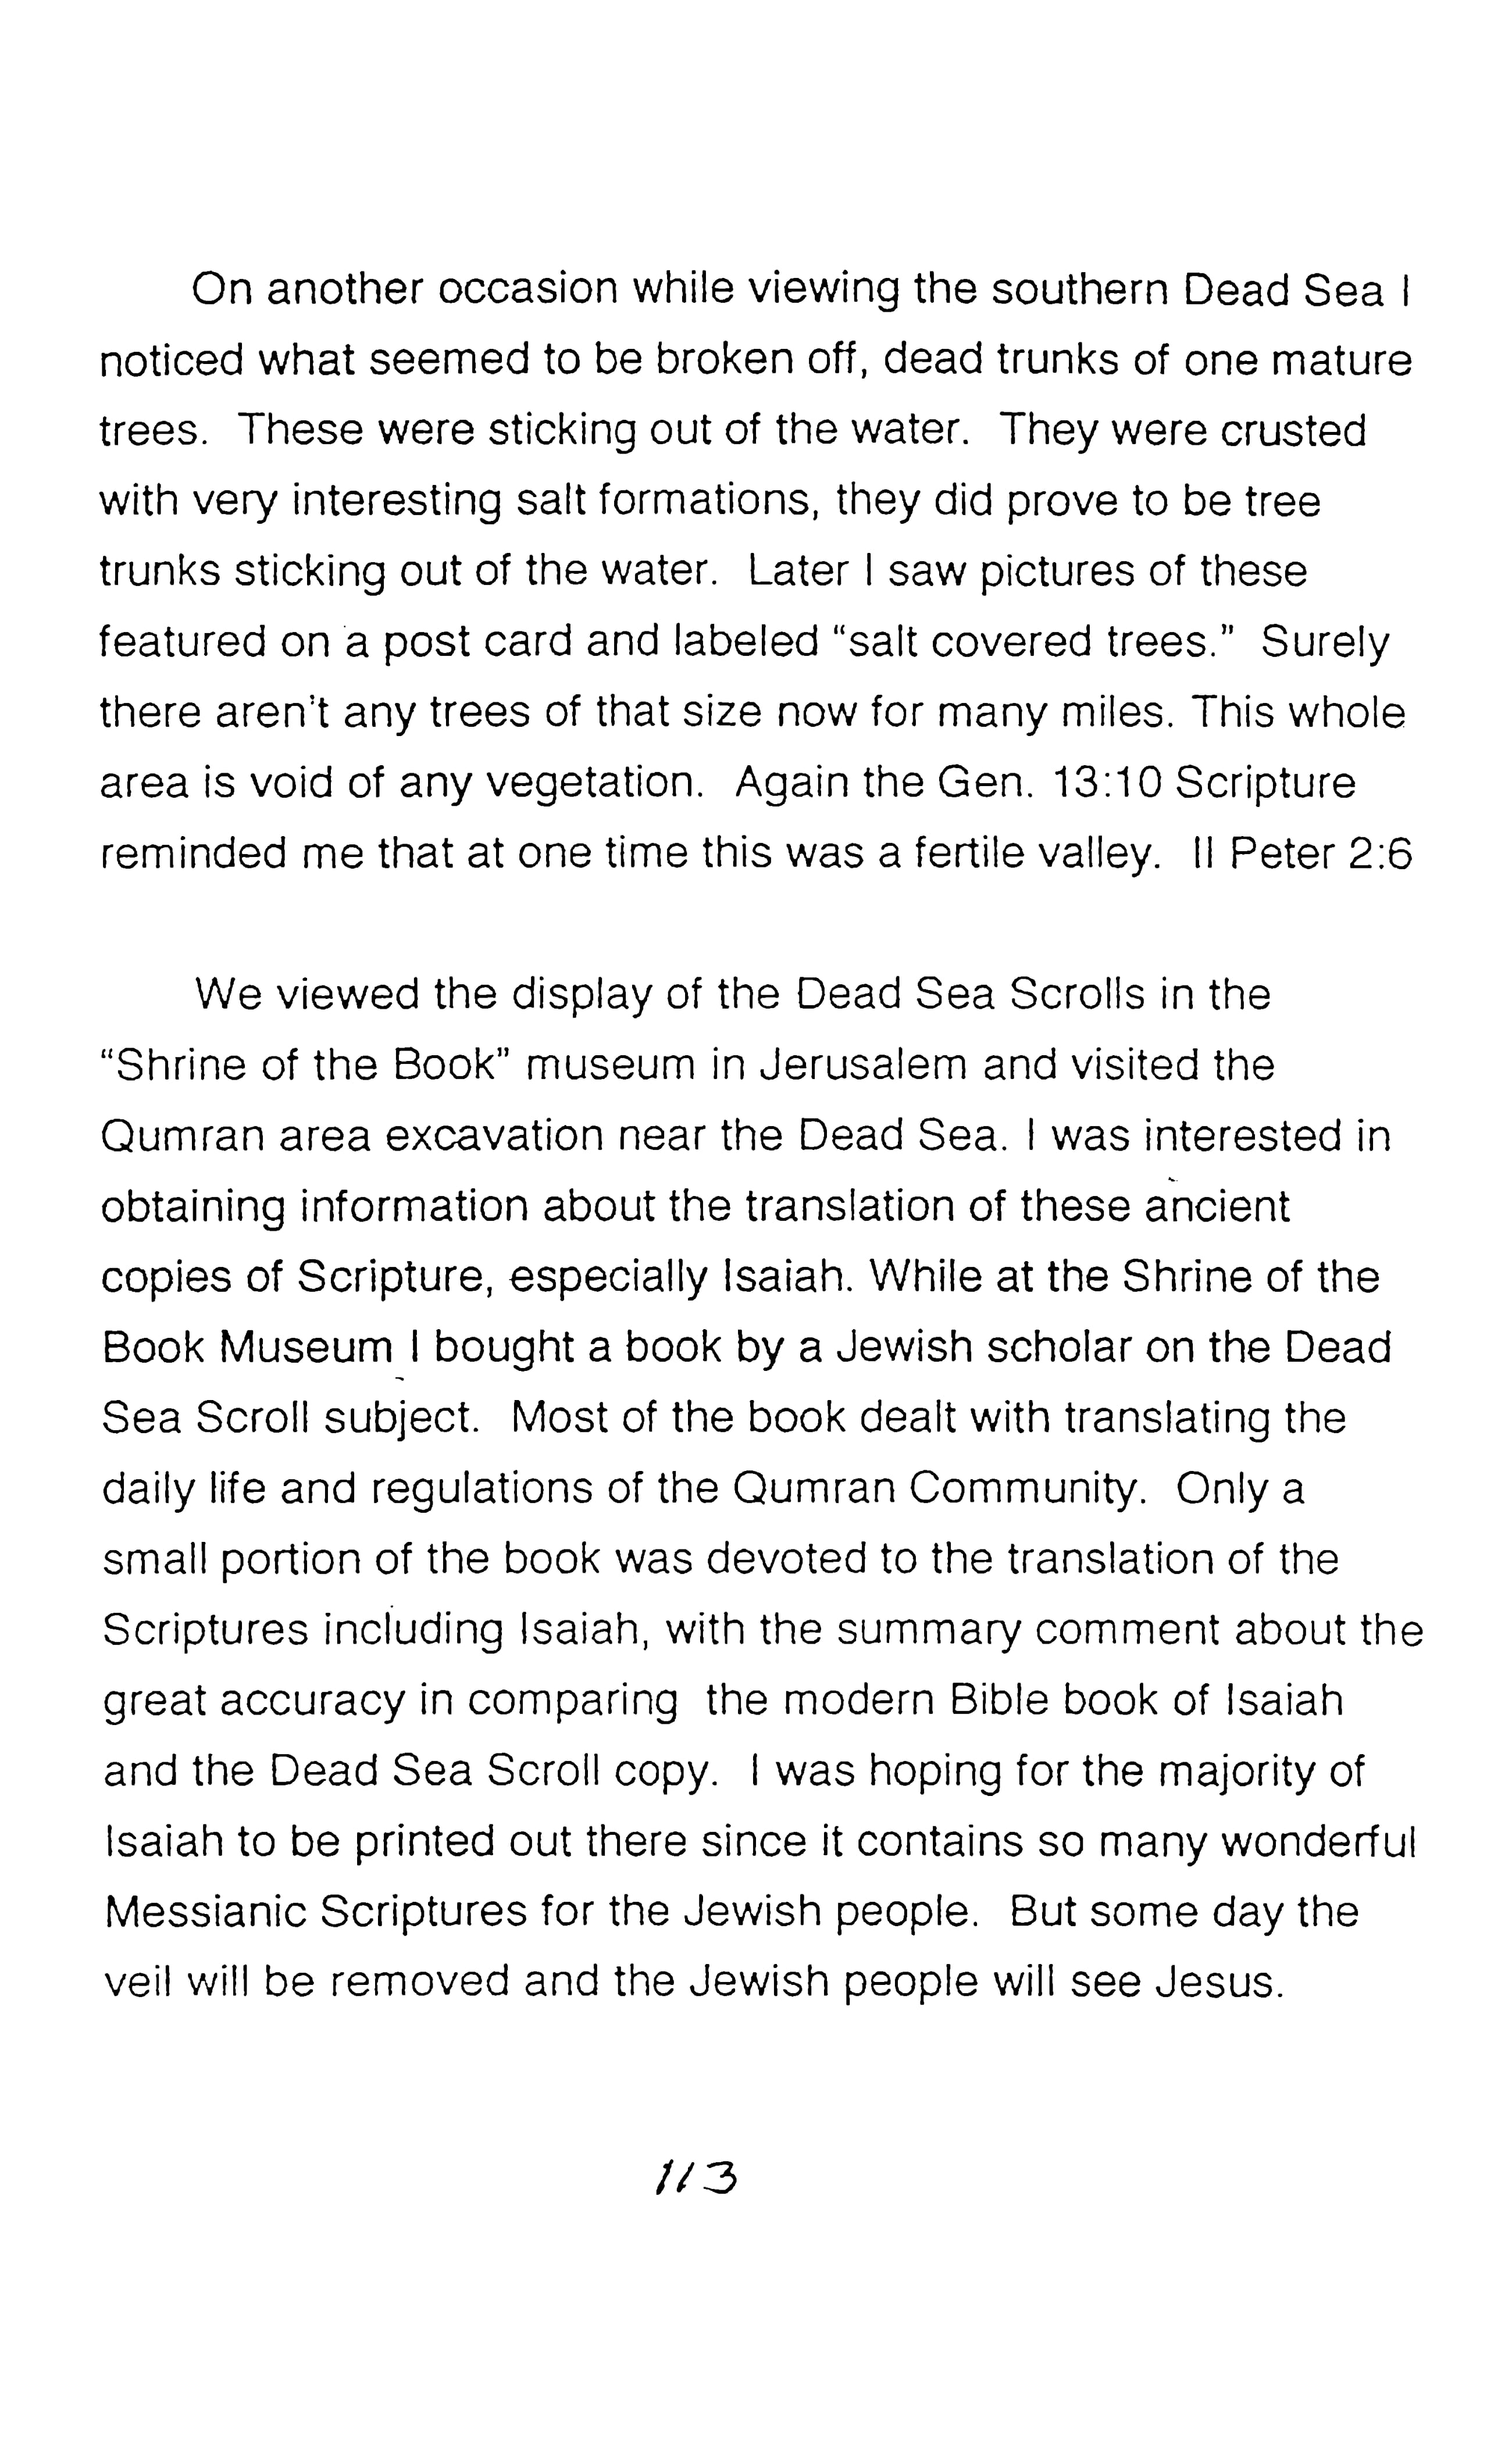 On another occasion while viewing the southern Dead Sea I
noticed what seemed to be broken off, dead trunks of one mature
trees. These were sticking out of the water. They were crusted
with very interesting salt formations, they did prove to be tree
trunks sticking out of the water. Later I saw pictures of these
featured on a post card and labeled “salt covered trees.” Surely
there aren't any trees of that size now for many miles. This whole
area is void of any vegetation. Again the Gen. 13:10 Scripture
reminded me that at one time this was a fertile valley. II Peter 2:6
We viewed the display of the Dead Sea Scrolls in the
“Shrine of the Book” museum in Jerusalem and visited the
Qumran area excavation near the Dead Sea. I was interested in
obtaining information about the translation of these ancient
copies of Scripture, especially Isaiah. While at the Shrine of the
Book Museum I bought a book by a Jewish scholar on the Dead
Sea Scroll subject. Most of the book dealt with translating the
daily life and regulations of the Qumran Community. Only a
small portion of the book was devoted to the translation of the
Scriptures including Isaiah, with the summary comment about the
great accuracy in comparing the modern Bible book of Isaiah
and the Dead Sea Scroll copy. I was hoping for the majority of
Isaiah to be printed out there since it contains so many wonderful
Messianic Scriptures for the Jewish people. But some day the
veil will be removed and the Jewish people will see Jesus.
113